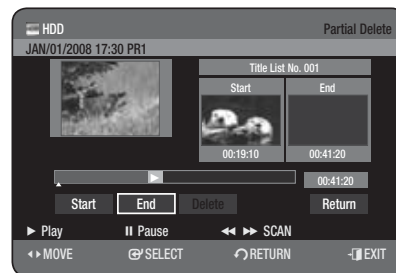 HDD Partial Delete
JAN/01/2008 17:30 PR1
Title List No. 001
Start End
00:19:10 00:41:20
00:41:20
Start End Delete Return
Play Pause SCAN
MOVE SELECT RETURN EXIT